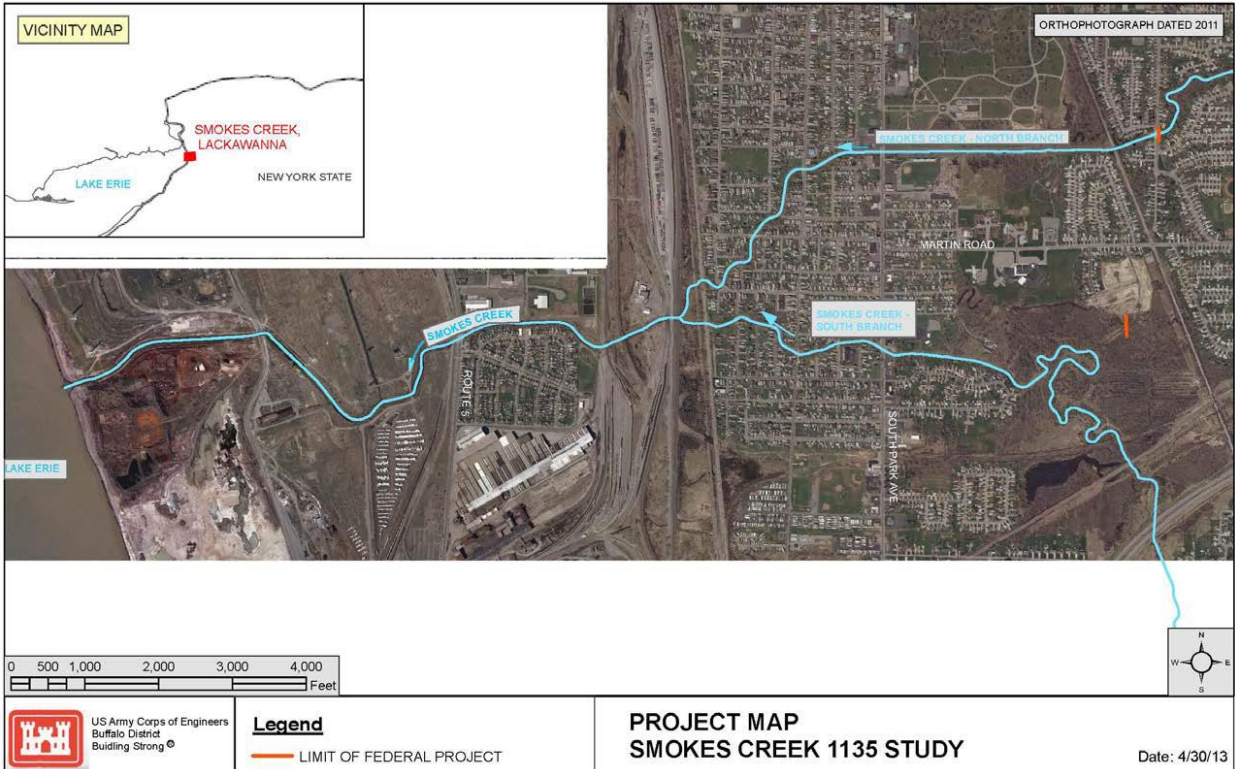 VICINITY MAP
ORTHOPHOTOGRAPH DATED 2011
SMOKES CREEK,
LACKAWANNA
LAKE ERIE
NEW YORK STATE
SMOKES CREEK - NORTH BRANCH
MARTIN ROAD
SMOKES CREEK -
SOUTH BRANCH
SMOKES CREEK
ROUTE 5
SOUTH PARK AVE
LAKE ERIE
0 500 1,000 2,000 3,000 4,000
Feet
N
W E
S
US Army Corps of Engineers
Buffalo District
Buidling Strong ®
Legend
LIMIT OF FEDERAL PROJECT
PROJECT MAP
SMOKES CREEK 1135 STUDY
Date: 4/30/13